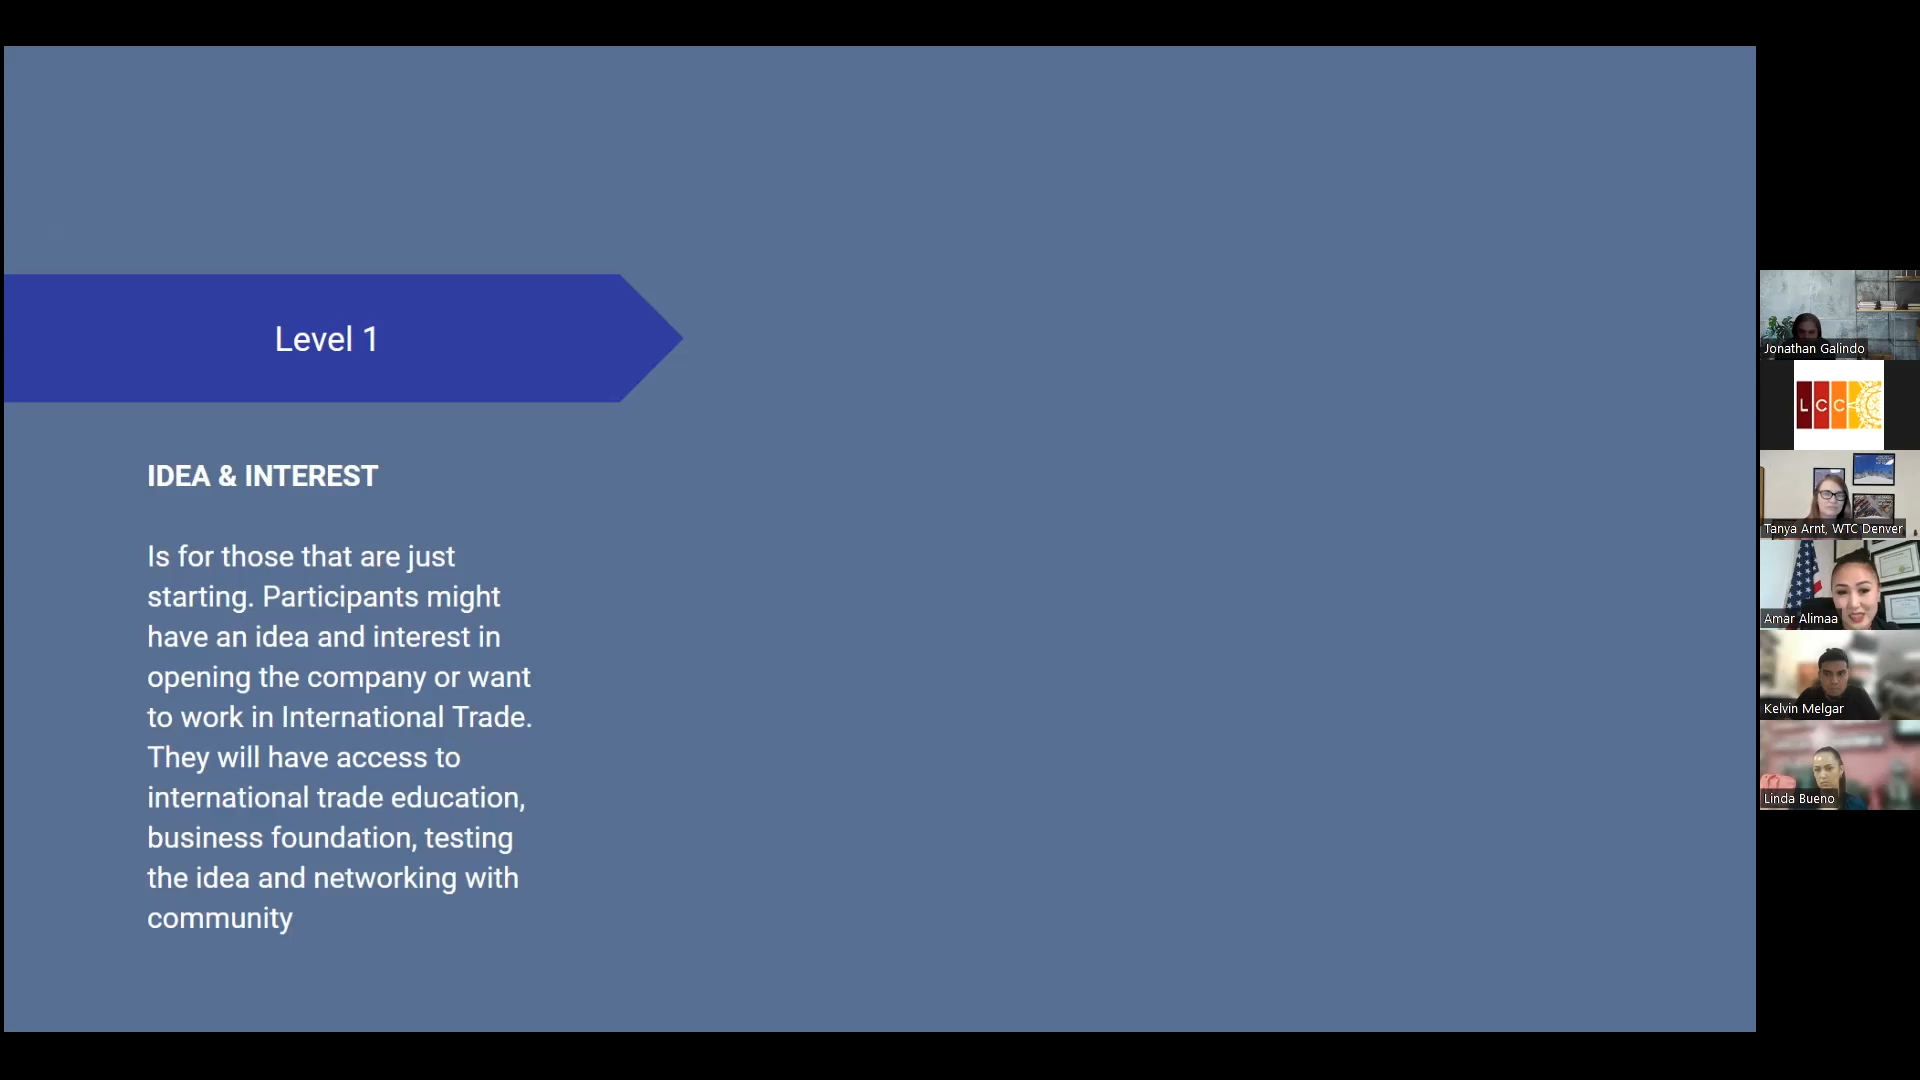 Level 1
IDEA & INTEREST
Is for those that are just
starting. Participants might
have an idea and interest in
opening the company or want
to work in International Trade.
They will have access to
international trade education,
business foundation, testing
the idea and networking with
community
Jonathan Galindo
LCC
Tanya Arnt, WTC Denver
Amar Alimaa
Kelvin Melgar
Linda Bueno